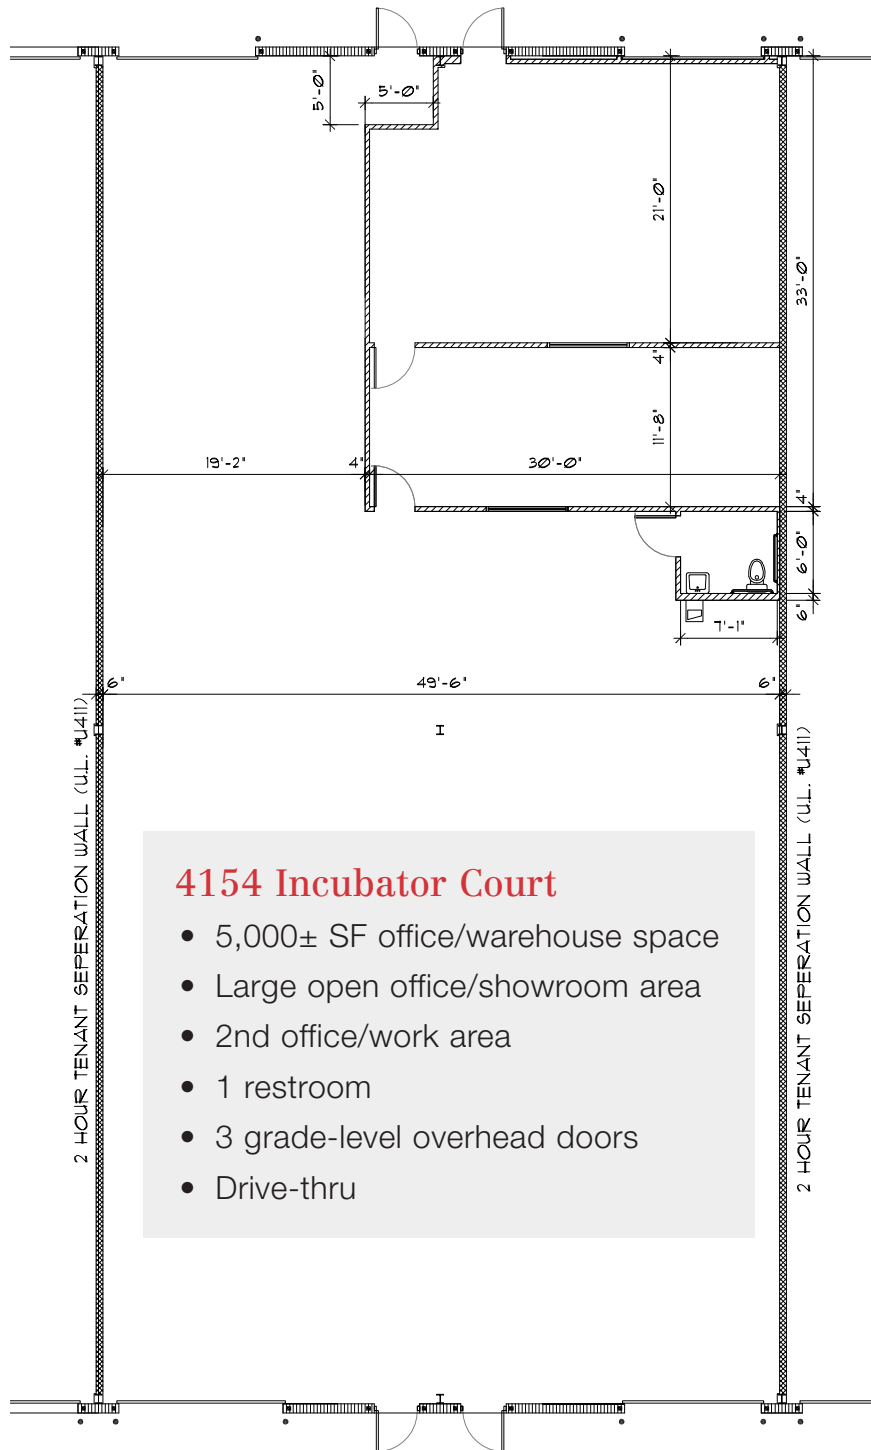 5'-0"
5'-0"
21'-0"
33'-0"
4"
11'-8"
19'-2"
4"
30'-0"
4"
6'-0"
6"
7'-1"
6"
49'-6"
6"
2 HOUR TENANT SEPERATION WALL (U.L. #U411)
2 HOUR TENANT SEPERATION WALL (U.L. #U411)
4154 Incubator Court
• 5,000± SF office/warehouse space
• Large open office/showroom area
• 2nd office/work area
• 1 restroom
• 3 grade-level overhead doors
• Drive-thru